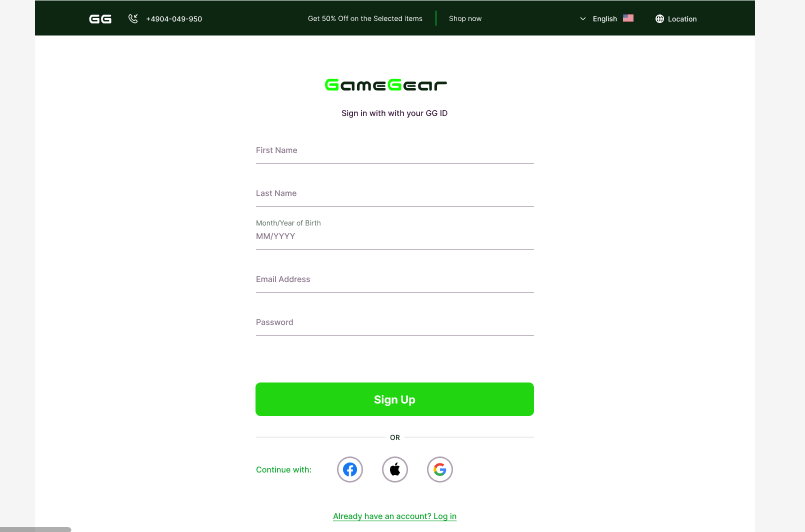 GG
+4904-049-950
Get 50% Off on the Selected items
Shop now
English
Location
GameGear
Sign in with with your GG ID
First Name
Last Name
Month/Year of Birth
MM/YYYY
Email Address
Password
Sign Up
OR
Continue with:
Already have an account? Log in